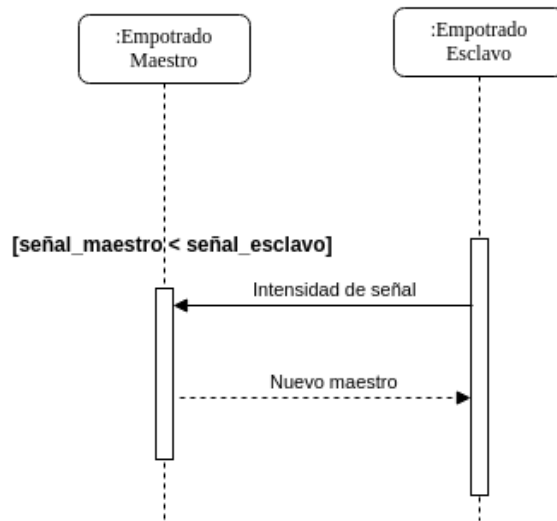 :Empotrado
Maestro
:Empotrado
Esclavo
[señal_maestro < señal_esclavo]
Intensidad de señal
Nuevo maestro